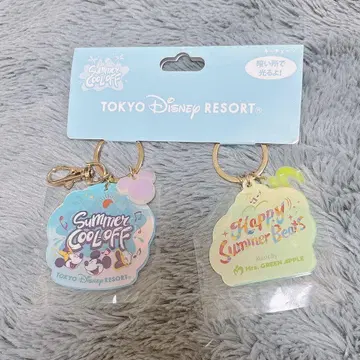 SUMMER
COOL-OFF
暗い所で
光るよ!
TOKYO Disney RESORT
SUMMER
COOL-OFF
TOKYO Disney RESORT
Happy
Summer Beats
Mrs. GREEN APPLE